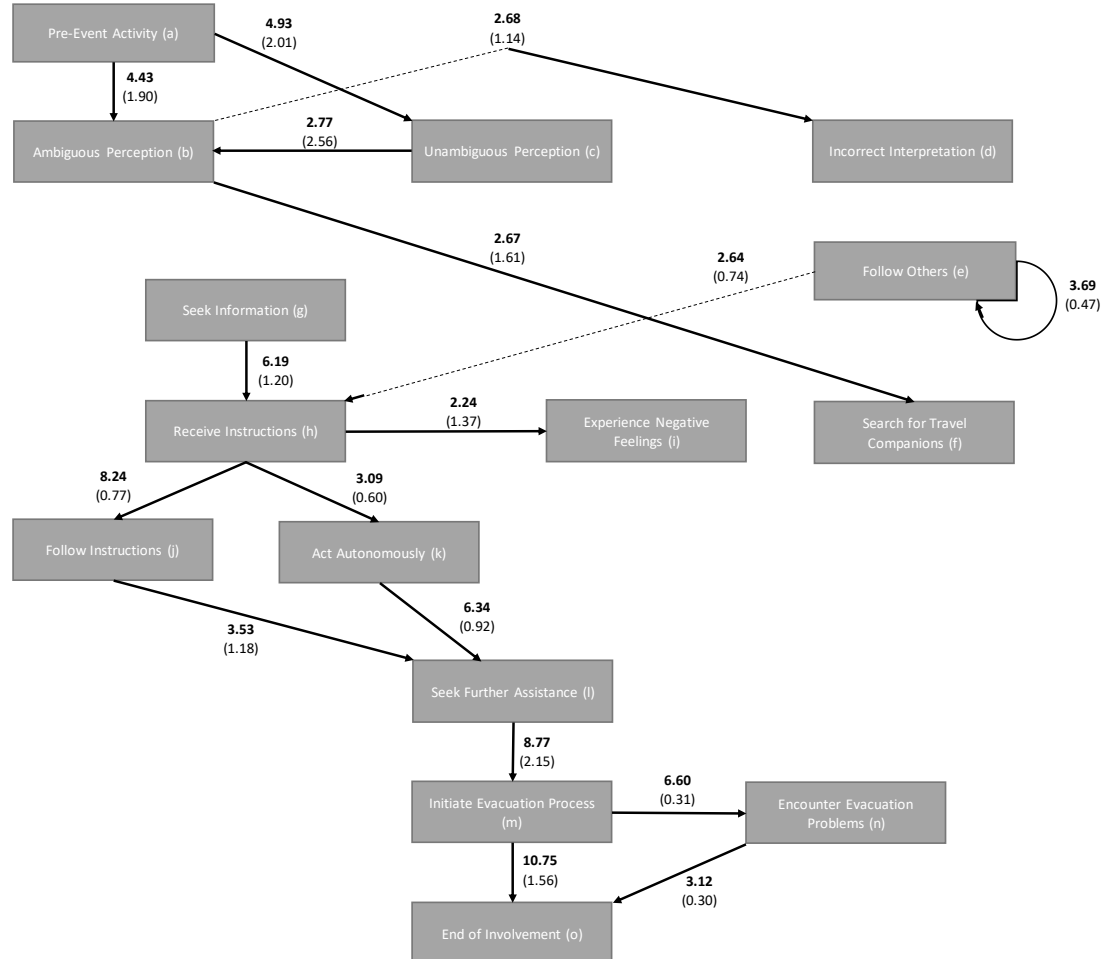 Pre-Event Activity (a)
4.93
(2.01)
2.68
(1.14)
4.43
(1.90)
Ambiguous Perception (b)
2.77
(2.56)
Unambiguous Perception (c)
Incorrect Interpretation (d)
2.67
(1.61)
2.64
(0.74)
Follow Others (e)
3.69
(0.47)
Seek Information (g)
6.19
(1.20)
Receive Instructions (h)
2.24
(1.37)
Experience Negative
Feelings (i)
Search for Travel
Companions (f)
8.24
(0.77)
3.09
(0.60)
Follow Instructions (j)
Act Autonomously (k)
3.53
(1.18)
6.34
(0.92)
Seek Further Assistance (l)
8.77
(2.15)
Initiate Evacuation Process
(m)
6.60
(0.31)
Encounter Evacuation
Problems (n)
10.75
(1.56)
3.12
(0.30)
End of Involvement (o)